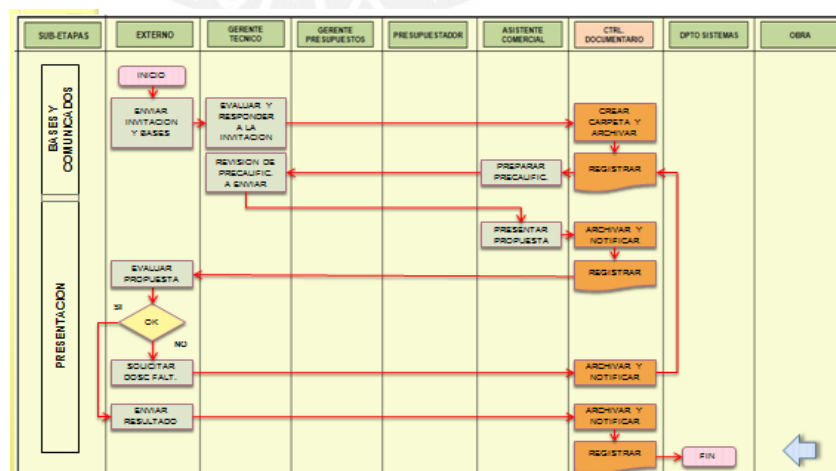 SUB-ETAPAS
EXTERNO
GERENTE
TECNICO
GERENTE
PRESUPUESTOS
PRESUPUESTADOR
ASISTENTE
COMERCIAL
CTRL.
DOCUMENTARIO
DPTO SISTEMAS
OBRA
BASES Y
COMUNICADOS
INICIO
ENVIAR
INVITACION
Y BASES
EVALUAR Y
RESPONDER
A LA
INVITACION
CREAR
CARPETA Y
ARCHIVAR
REVISION DE
PRECALIFIC.
A ENVIAR
PREPARAR
PRECALIFIC.
REGISTRAR
PRESENTACION
PRESENTAR
PROPUESTA
ARCHIVAR Y
NOTIFICAR
EVALUAR
PROPUESTA
REGISTRAR
SI
OK
NO
SOLICITAR
DOSC FALT.
ARCHIVAR Y
NOTIFICAR
ENVIAR
RESULTADO
ARCHIVAR Y
NOTIFICAR
REGISTRAR
FIN